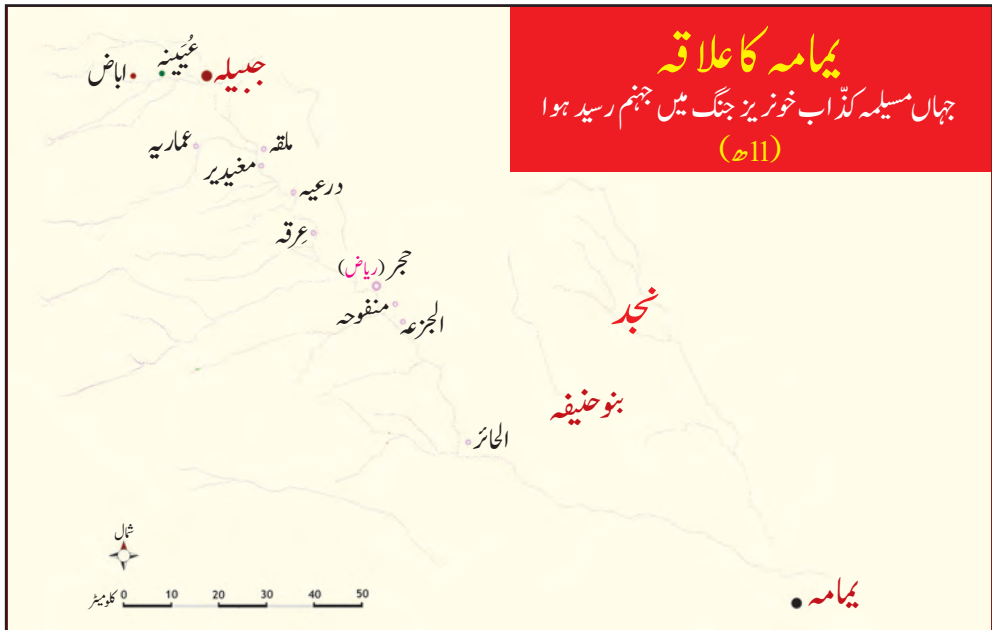 یمامہ کا علاقہ
جہاں مسیلمہ کذّاب خونریز جنگ میں جہنم رسید ہوا
(11ھ)
جبیلہ
عُیَینہ
اباض
ملقہ
عماریہ
مغیدیر
درعیہ
عِرقہ
حجر (ریاض)
منفوحہ
الجزعہ
نجد
بنو حنیفہ
الحائر
شمال
کلومیٹر 0 10 20 30 40 50
یمامہ